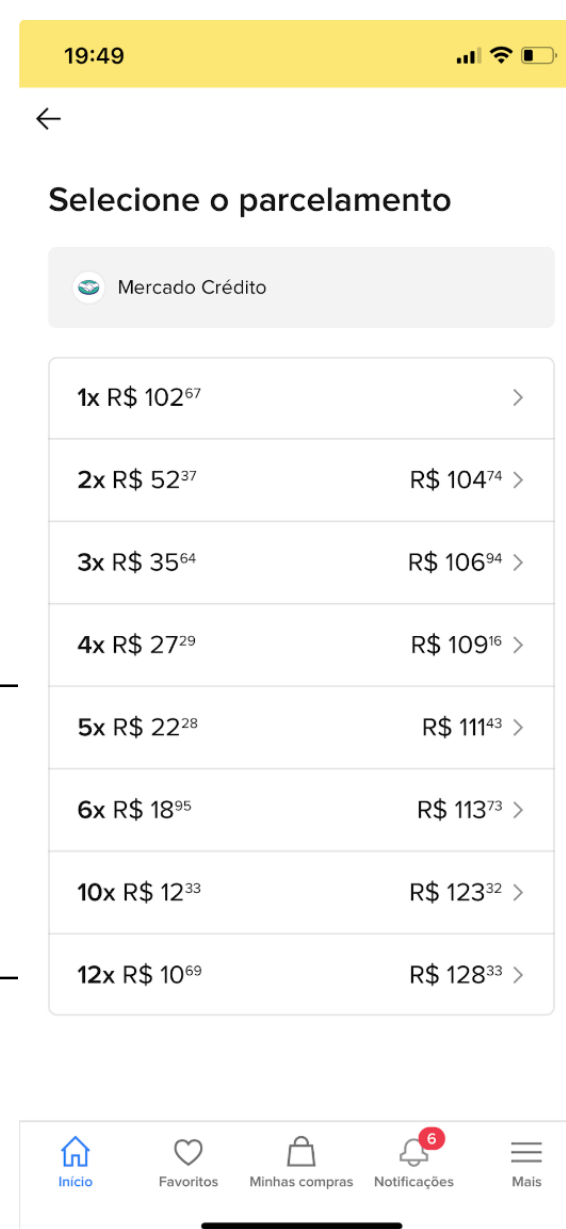 19:49
Selecione o parcelamento
Mercado Crédito
1x R$ 102⁶⁷
2x R$ 52³⁷ R$ 104⁷⁴
3x R$ 35⁶⁴ R$ 106⁹⁴
4x R$ 27²⁹ R$ 109¹⁶
5x R$ 22²⁸ R$ 111⁴³
6x R$ 18⁹⁵ R$ 113⁷³
10x R$ 12³³ R$ 123³²
12x R$ 10⁶⁹ R$ 128³³
6
Início Favoritos Minhas compras Notificações Mais